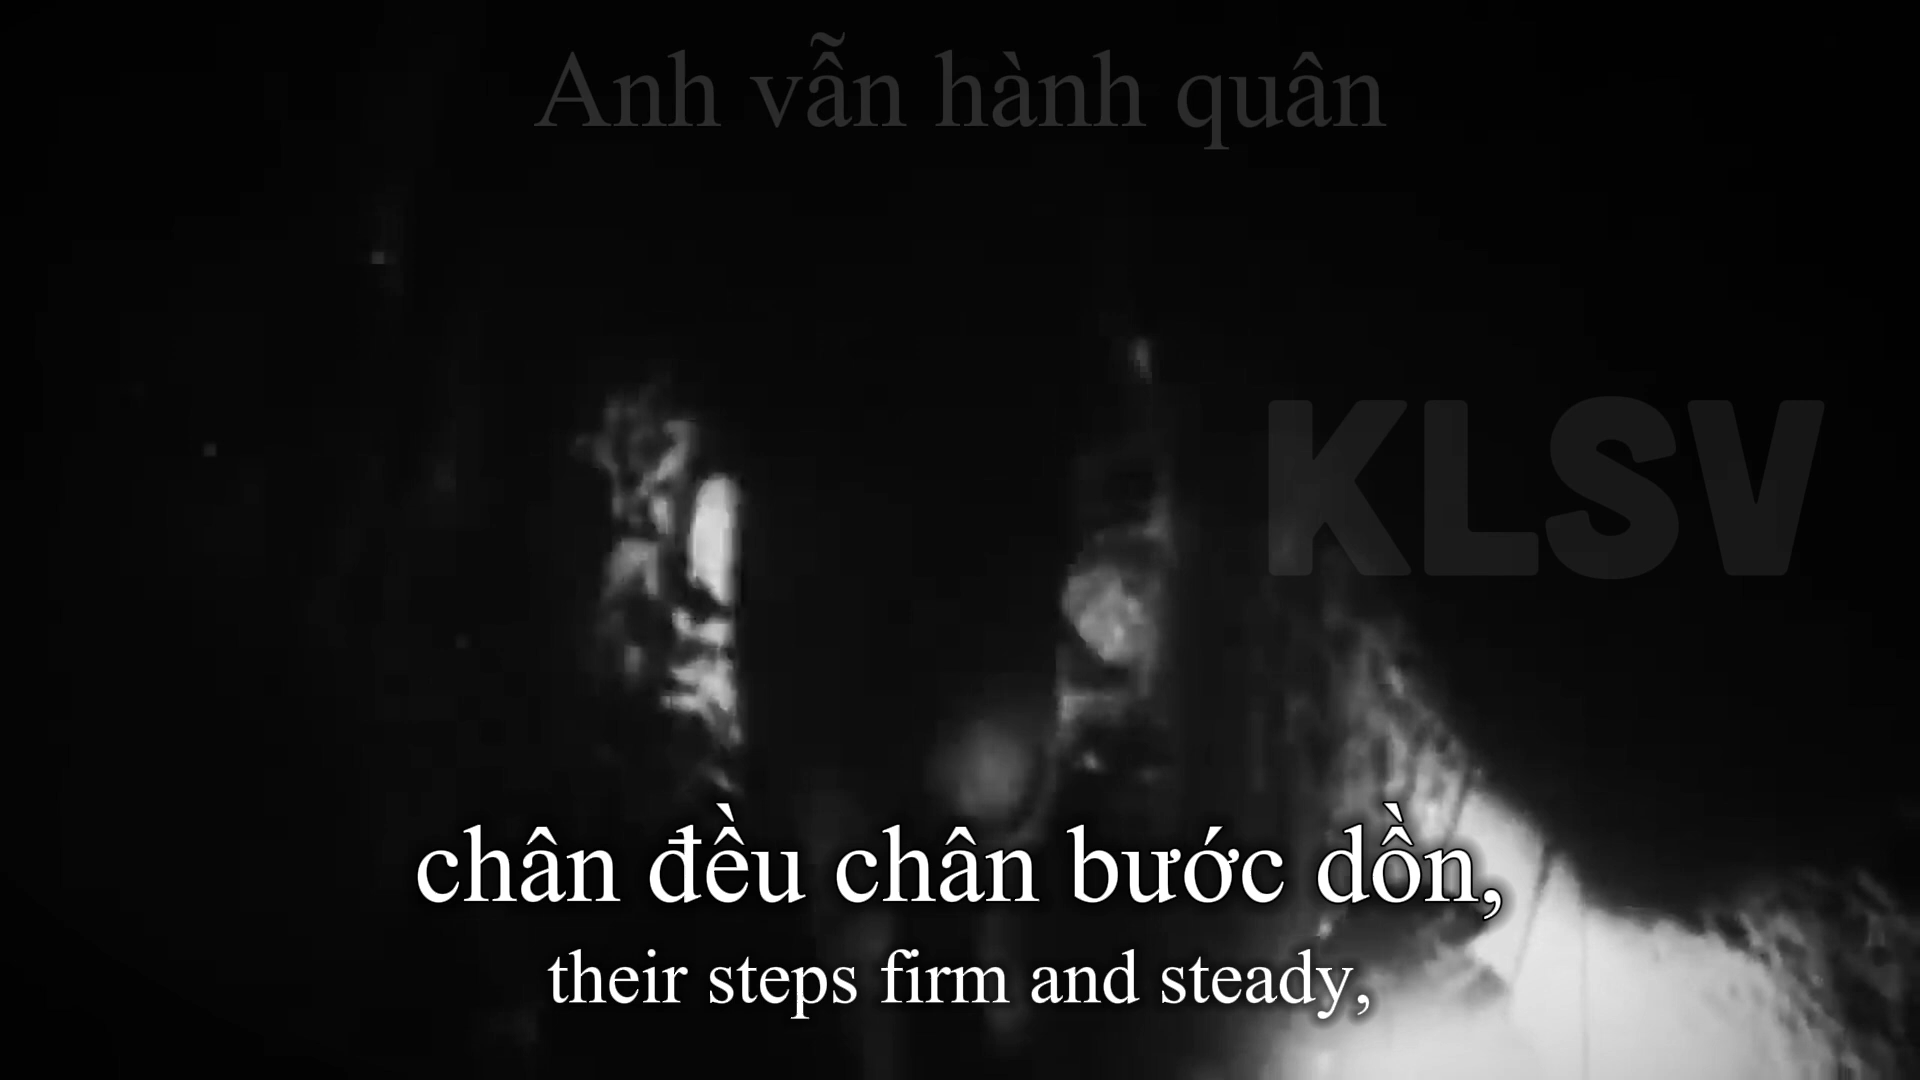 Anh vẫn hành quân
KLSV
chân đều chân bước dồn,
their steps firm and steady,